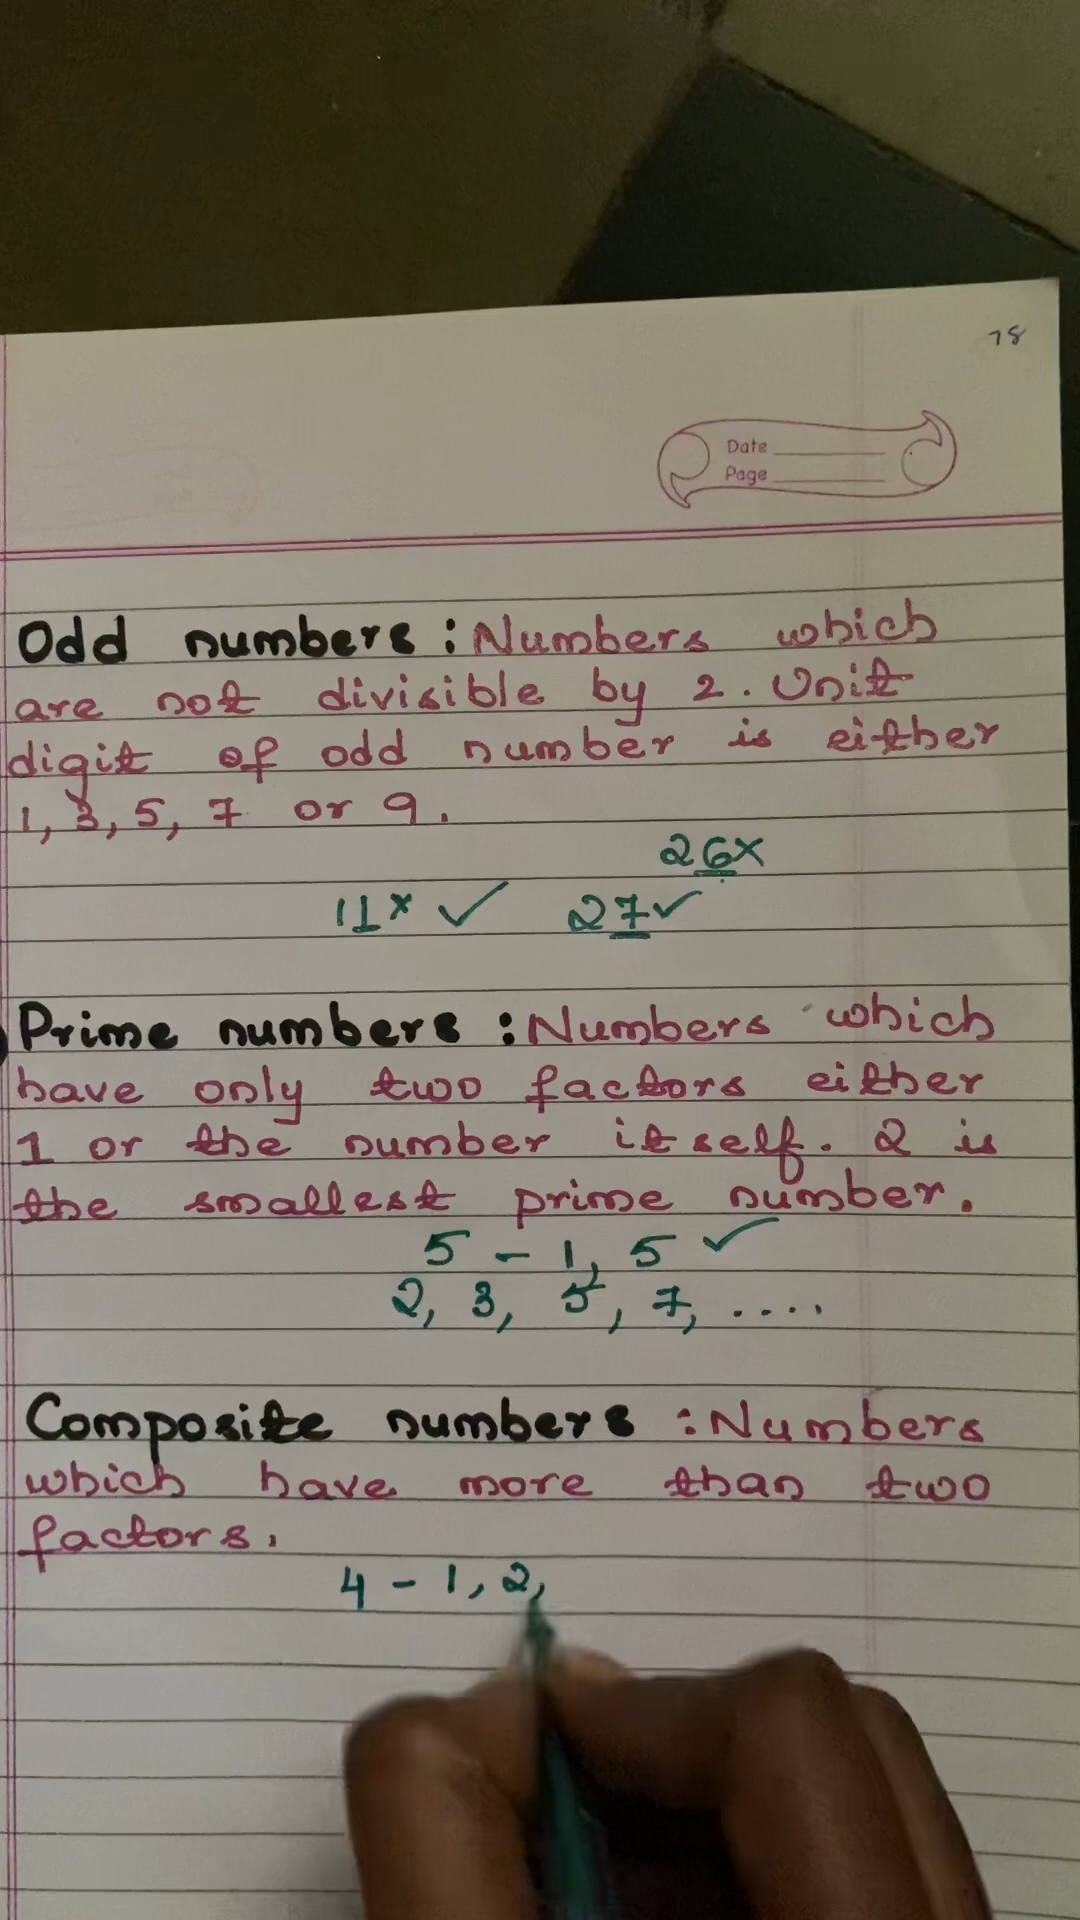 78
Date
Page
Odd numbers : Numbers which
are not divisible by 2. Unit
digit of odd number is either
1, 3, 5, 7 or 9.
26×
11× ✓ 27✓
Prime numbers : Numbers which
have only two factors either
1 or the number itself. 2 is
the smallest prime number.
5 - 1, 5 ✓
2, 3, 5, 7, ....
Composite numbers : Numbers
which have more than two
factors.
4 - 1, 2,